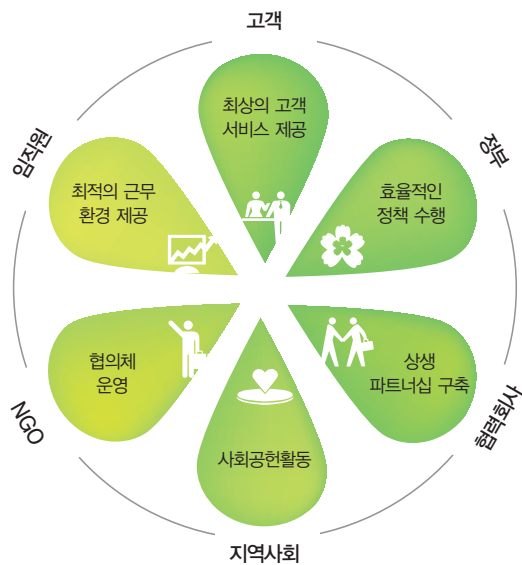 고객
최상의 고객
서비스 제공
정부
효율적인
정책 수행
협력회사
상생
파트너십 구축
지역사회
사회공헌활동
NGO
협의체
운영
임직원
최적의 근무
환경 제공